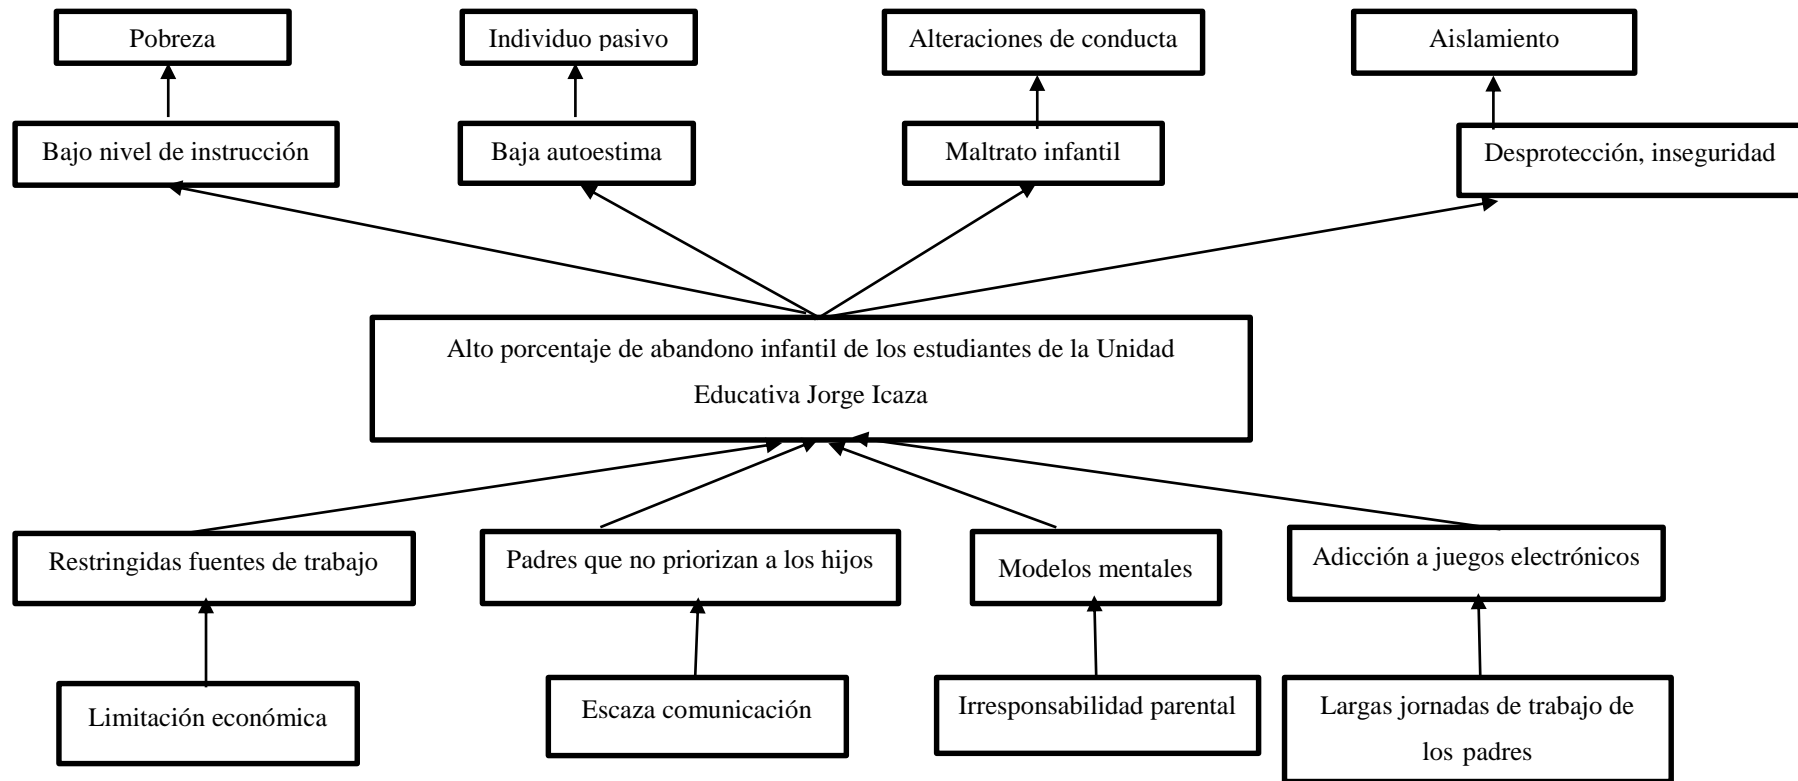 Pobreza
Individuo pasivo
Alteraciones de conducta
Aislamiento
Bajo nivel de instrucción
Baja autoestima
Maltrato infantil
Desprotección, inseguridad
Alto porcentaje de abandono infantil de los estudiantes de la Unidad
Educativa Jorge Icaza
Restringidas fuentes de trabajo
Padres que no priorizan a los hijos
Modelos mentales
Adicción a juegos electrónicos
Limitación económica
Escaza comunicación
Irresponsabilidad parental
Largas jornadas de trabajo de
los padres